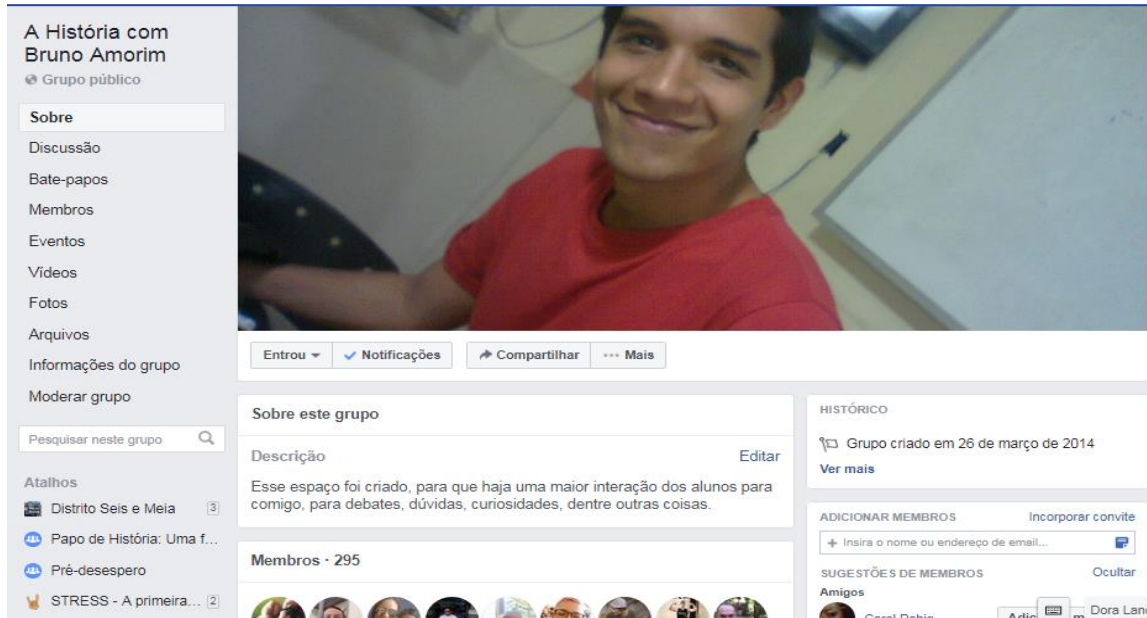 A História com
Bruno Amorim
Grupo público
Sobre
Discussão
Bate-papos
Membros
Eventos
Vídeos
Fotos
Arquivos
Informações do grupo
Moderar grupo
Pesquisar neste grupo
Atalhos
Distrito Seis e Meia 3
Papo de História: Uma f...
Pré-desespero
STRESS - A primeira... 2
Entrou Notificações Compartilhar Mais
Sobre este grupo
Descrição Editar
Esse espaço foi criado, para que haja uma maior interação dos alunos para
comigo, para debates, dúvidas, curiosidades, dentre outras coisas.
Membros · 295
HISTÓRICO
Grupo criado em 26 de março de 2014
Ver mais
ADICIONAR MEMBROS Incorporar convite
+ Insira o nome ou endereço de email...
SUGESTÕES DE MEMBROS Ocultar
Amigos
Dora Land